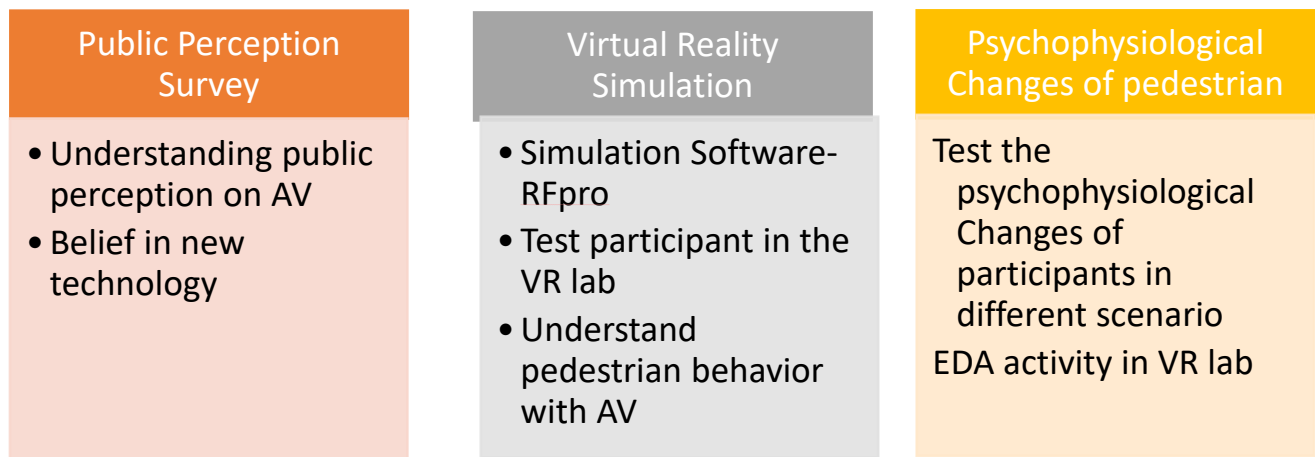 Public Perception
Survey
• Understanding public
perception on AV
• Belief in new
technology
Virtual Reality
Simulation
• Simulation Software-
RFpro
• Test participant in the
VR lab
• Understand
pedestrian behavior
with AV
Psychophysiological
Changes of pedestrian
Test the
psychophysiological
Changes of
participants in
different scenario
EDA activity in VR lab